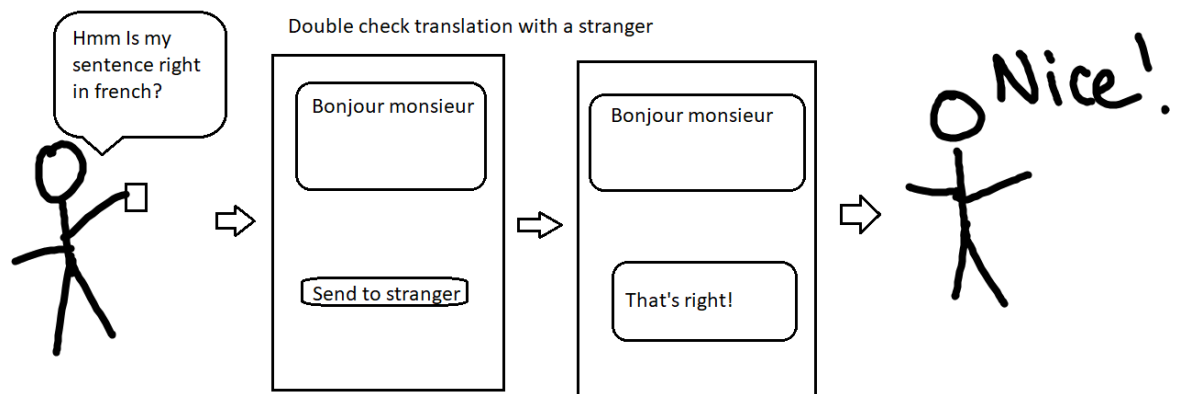 Double check translation with a stranger
Hmm Is my
sentence right
in french?
Bonjour monsieur
Send to stranger
Bonjour monsieur
That's right!
Nice!